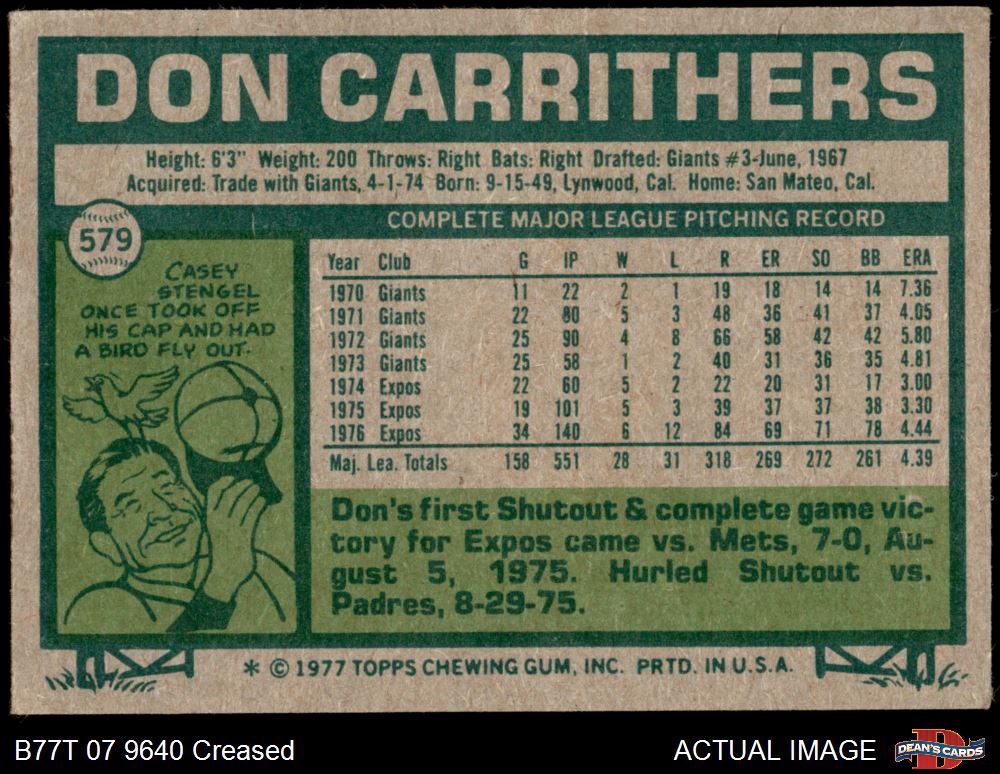 DON CARRITHERS
Height: 6'3" Weight: 200 Throws: Right Bats: Right Drafted: Giants #3-June, 1967
Acquired: Trade with Giants, 4-1-74 Born: 9-15-49, Lynwood, Cal. Home: San Mateo, Cal.
579
CASEY
STENGEL
ONCE TOOK OFF
HIS CAP AND HAD
A BIRD FLY OUT.
COMPLETE MAJOR LEAGUE PITCHING RECORD
Year Club G IP W L R ER SO BB ERA
1970 Giants 11 22 2 1 19 18 14 14 7.36
1971 Giants 22 80 5 3 48 36 41 37 4.05
1972 Giants 25 90 4 8 66 58 42 42 5.80
1973 Giants 25 58 1 2 40 31 36 35 4.81
1974 Expos 22 60 5 2 22 20 31 17 3.00
1975 Expos 19 101 5 3 39 37 37 38 3.30
1976 Expos 34 140 6 12 84 69 71 78 4.44
Maj. Lea. Totals 158 551 28 31 318 269 272 261 4.39
Don's first Shutout & complete game vic-
tory for Expos came vs. Mets, 7-0, Au-
gust 5, 1975. Hurled Shutout vs.
Padres, 8-29-75.
* © 1977 TOPPS CHEWING GUM, INC. PRTD. IN U.S.A.
B77T 07 9640 Creased
ACTUAL IMAGE
D
DEAN'S CARDS